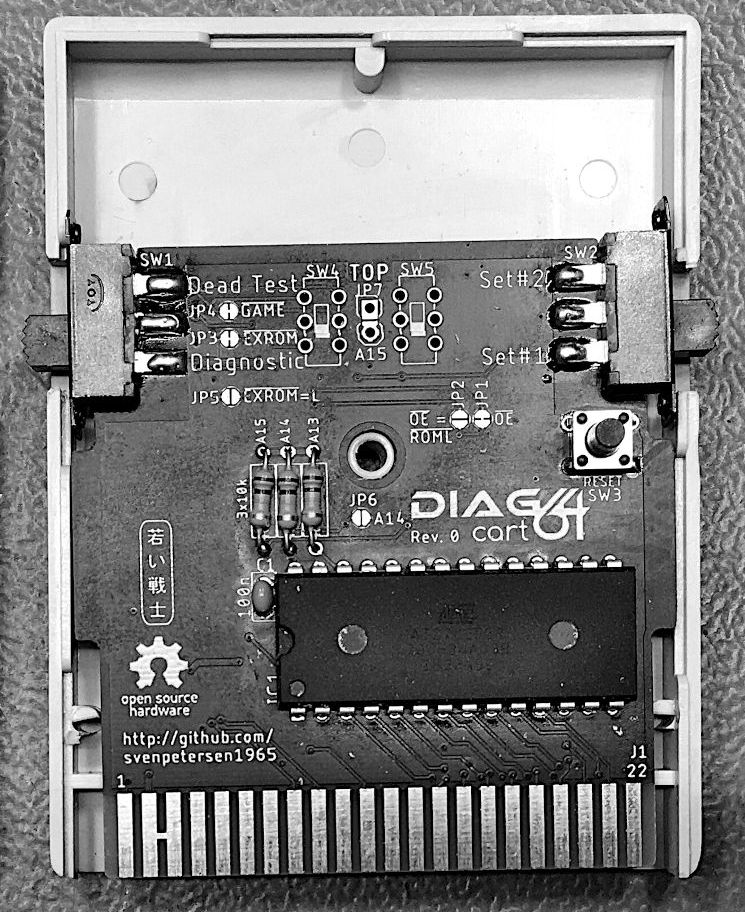 SW1
Dead Test
JP4
GAME
JP3
EXROM
Diagnostic
JP5
EXROM=L
SW4
TOP
JP7
A15
SW5
SW2
Set#2
Set#1
JP2
JP1
OE =
ROML
OE
RESET
SW3
A15
A14
A13
3x10k
JP6
A14
DIAG64
Rev. 0
cart
C1
100n
若い戦士
IC1
open source
hardware
http://github.com/
svenpetersen1965
J1
1
22